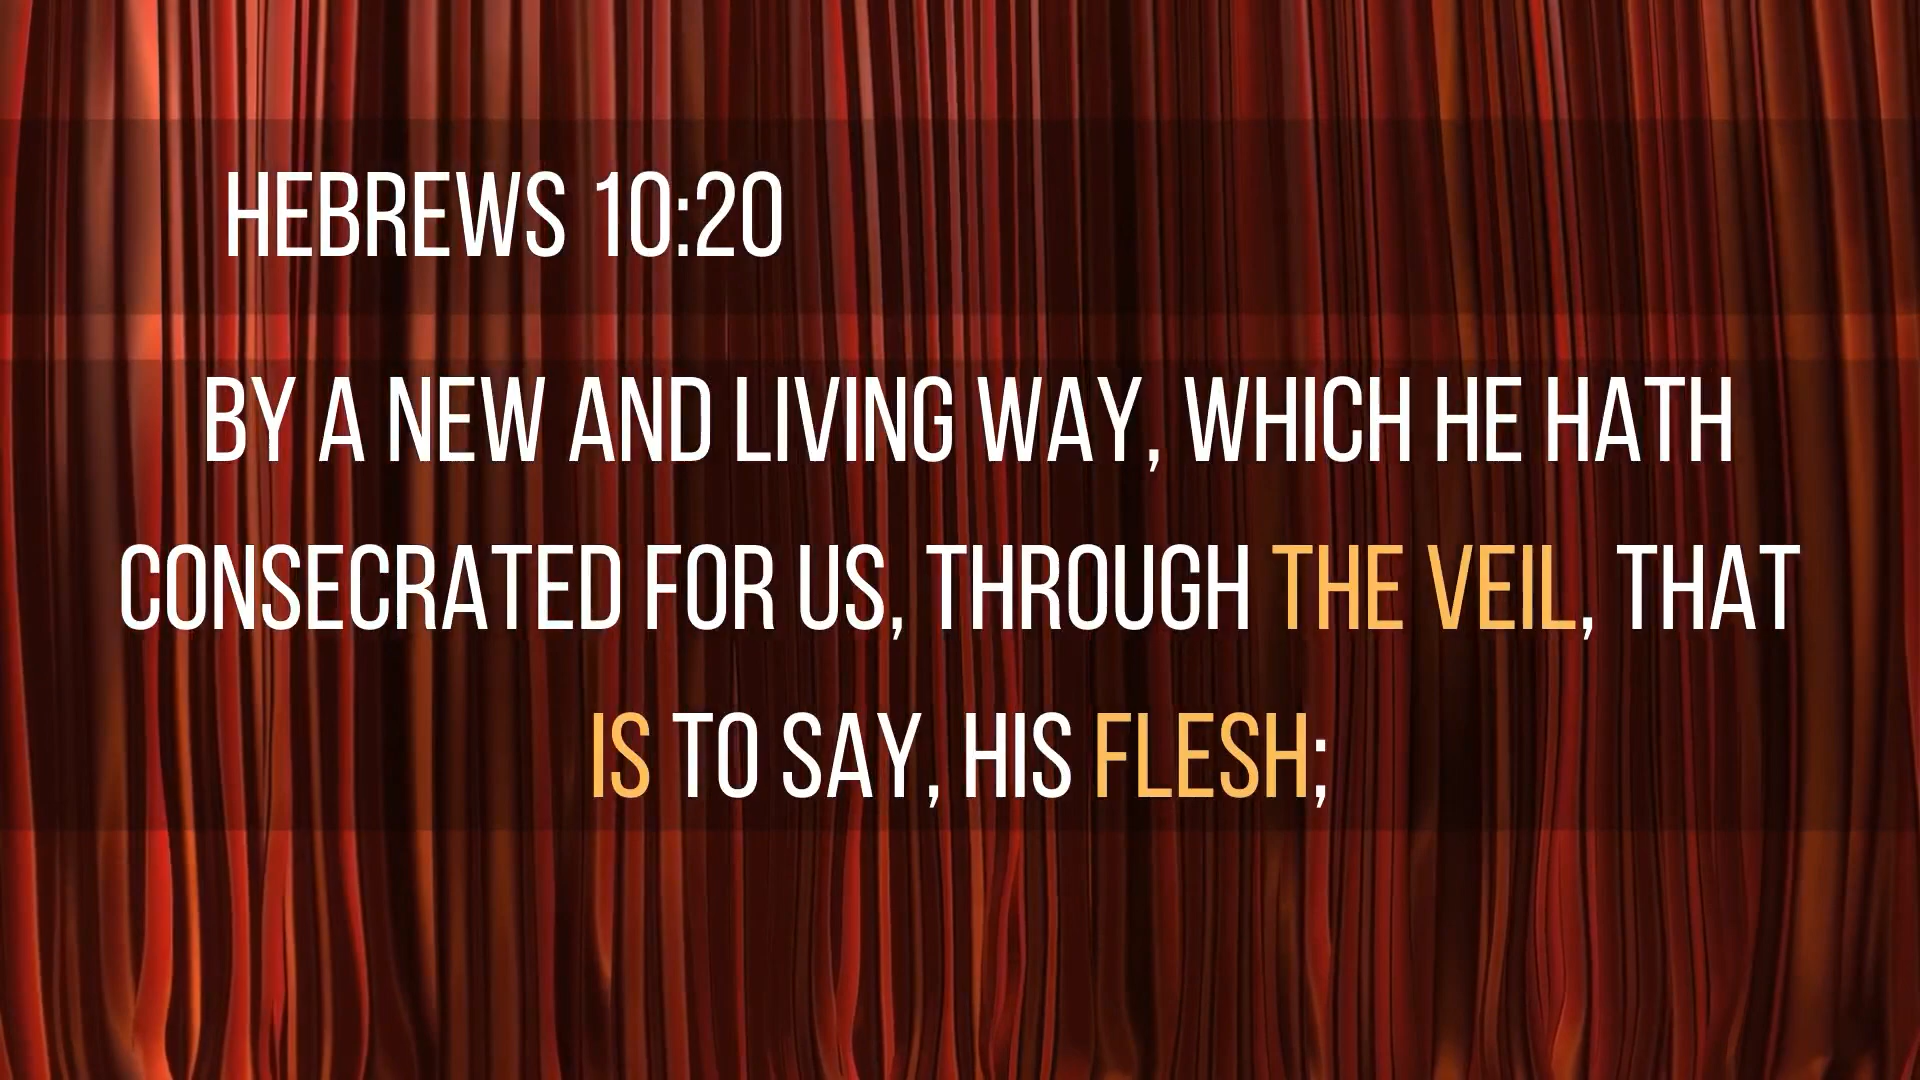 HEBREWS 10:20
BY A NEW AND LIVING WAY, WHICH HE HATH
CONSECRATED FOR US, THROUGH THE VEIL, THAT
IS TO SAY, HIS FLESH;